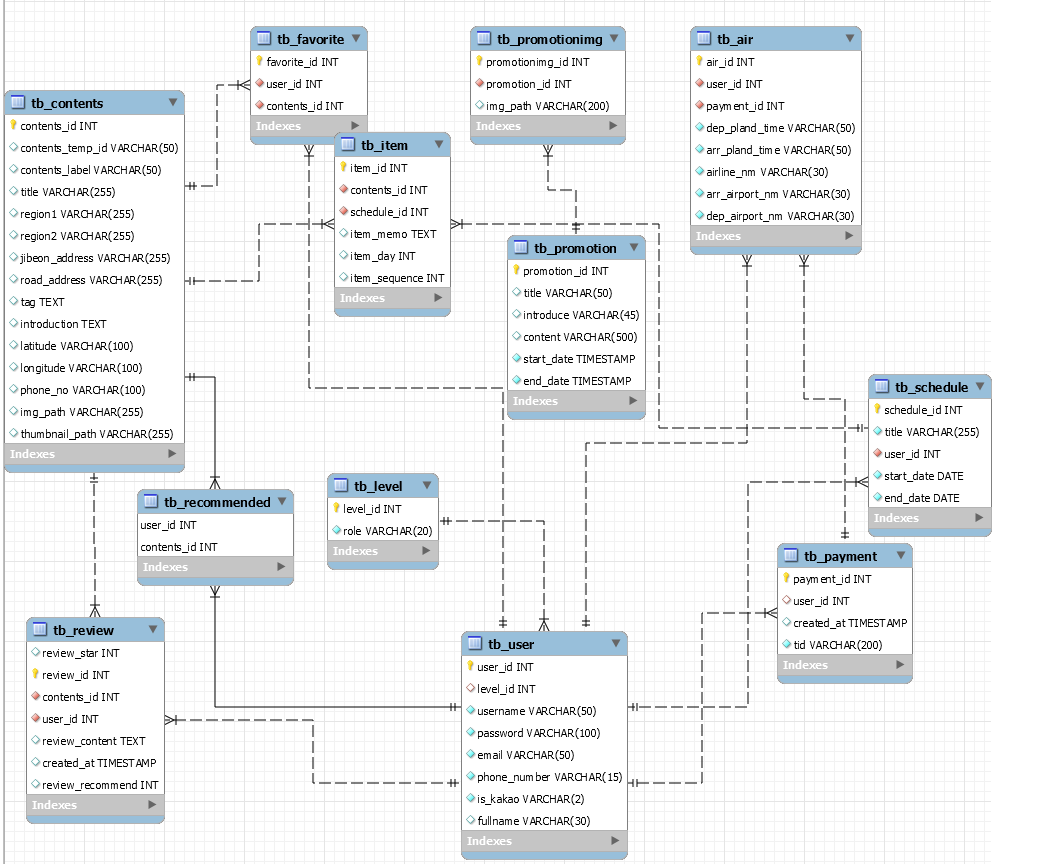 tb_favorite
favorite_id INT
user_id INT
contents_id INT
Indexes
tb_promotionimg
promotionimg_id INT
promotion_id INT
img_path VARCHAR(200)
Indexes
tb_air
air_id INT
user_id INT
payment_id INT
dep_pland_time VARCHAR(50)
arr_pland_time VARCHAR(50)
airline_nm VARCHAR(30)
arr_airport_nm VARCHAR(30)
dep_airport_nm VARCHAR(30)
Indexes
tb_contents
contents_id INT
contents_temp_id VARCHAR(50)
contents_label VARCHAR(50)
title VARCHAR(255)
region1 VARCHAR(255)
region2 VARCHAR(255)
jibeon_address VARCHAR(255)
road_address VARCHAR(255)
tag TEXT
introduction TEXT
latitude VARCHAR(100)
longitude VARCHAR(100)
phone_no VARCHAR(100)
img_path VARCHAR(255)
thumbnail_path VARCHAR(255)
Indexes
tb_item
item_id INT
contents_id INT
schedule_id INT
item_memo TEXT
item_day INT
item_sequence INT
Indexes
tb_promotion
promotion_id INT
title VARCHAR(50)
introduce VARCHAR(45)
content VARCHAR(500)
start_date TIMESTAMP
end_date TIMESTAMP
Indexes
tb_schedule
schedule_id INT
title VARCHAR(255)
user_id INT
start_date DATE
end_date DATE
Indexes
tb_recommended
user_id INT
contents_id INT
Indexes
tb_level
level_id INT
role VARCHAR(20)
Indexes
tb_payment
payment_id INT
user_id INT
created_at TIMESTAMP
tid VARCHAR(200)
Indexes
tb_review
review_star INT
review_id INT
contents_id INT
user_id INT
review_content TEXT
created_at TIMESTAMP
review_recommend INT
Indexes
tb_user
user_id INT
level_id INT
username VARCHAR(50)
password VARCHAR(100)
email VARCHAR(50)
phone_number VARCHAR(15)
is_kakao VARCHAR(2)
fullname VARCHAR(30)
Indexes